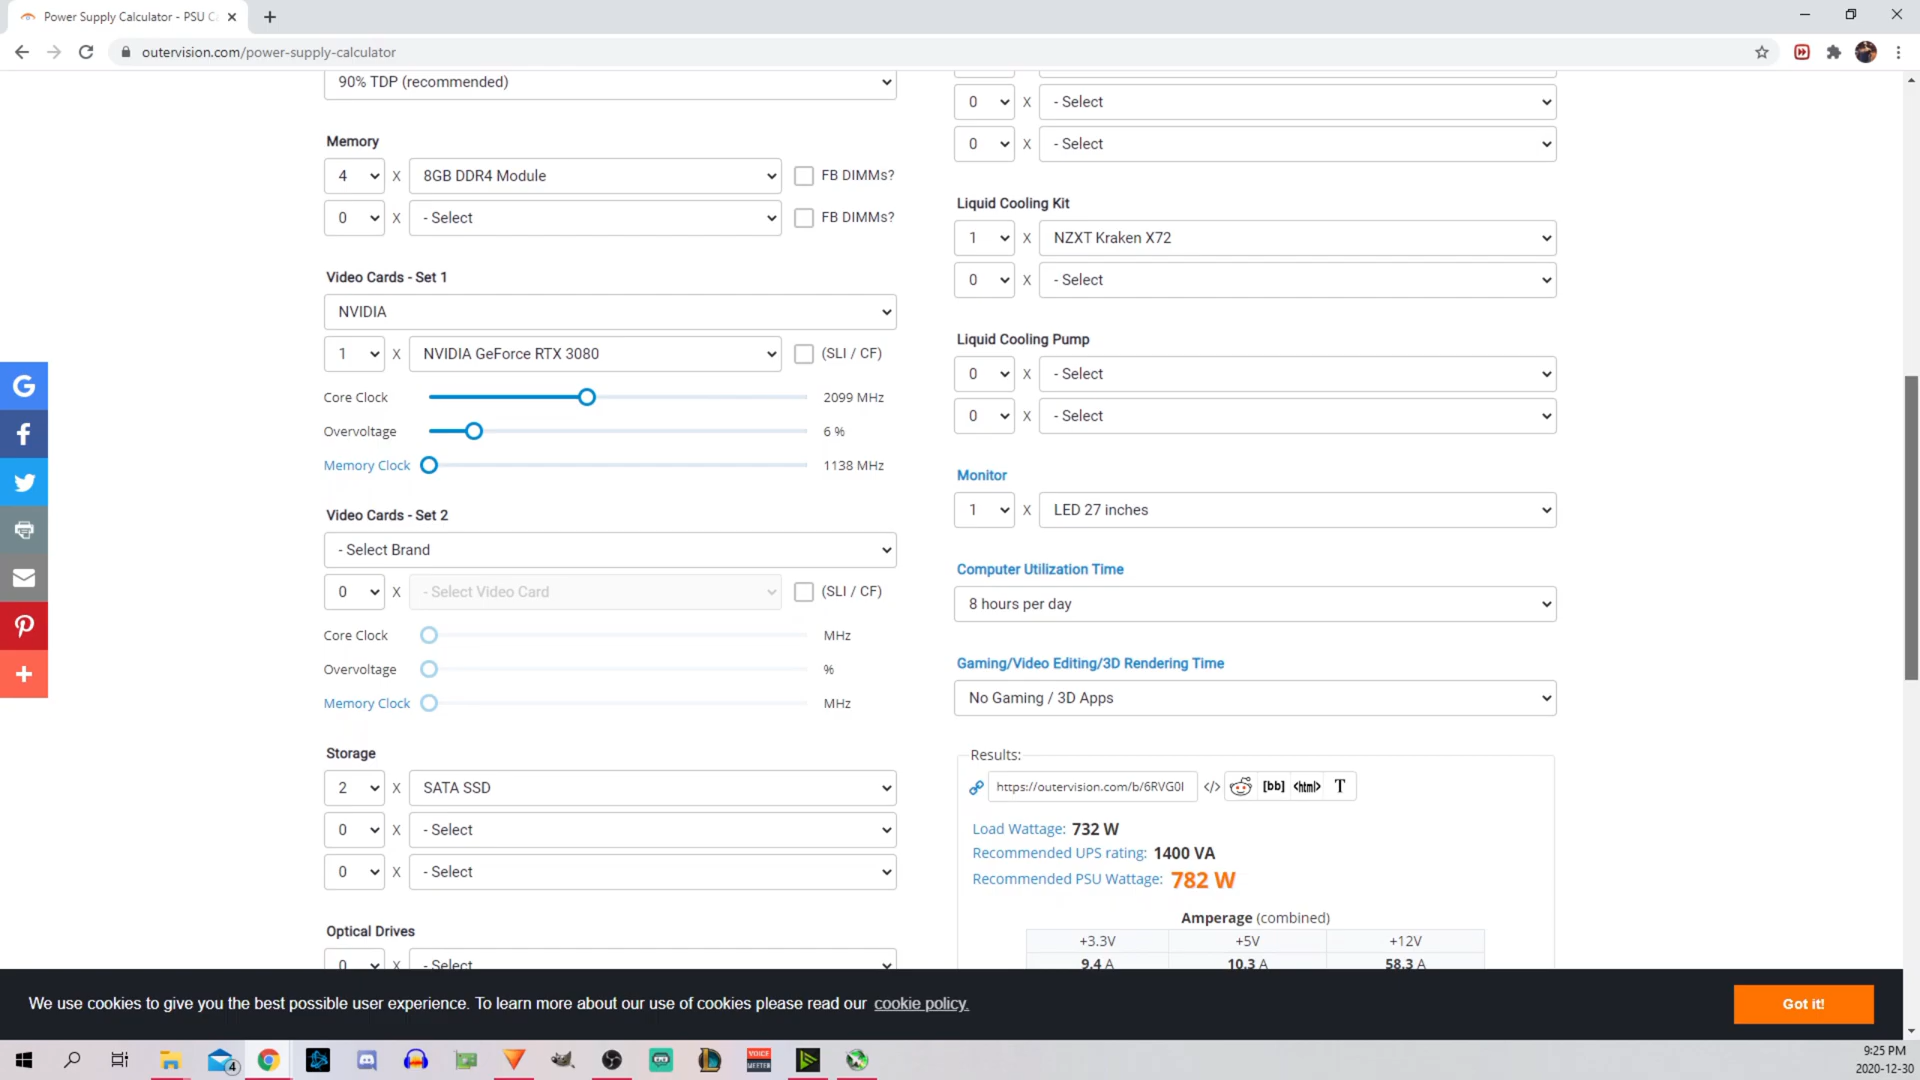 Power Supply Calculator - PSU C
outervision.com/power-supply-calculator
90% TDP (recommended)
Memory
4 X 8GB DDR4 Module FB DIMMs?
0 X - Select FB DIMMs?
Video Cards - Set 1
NVIDIA
1 X NVIDIA GeForce RTX 3080 (SLI / CF)
Core Clock 2099 MHz
Overvoltage 6 %
Memory Clock 1138 MHz
Video Cards - Set 2
- Select Brand
0 X - Select Video Card (SLI / CF)
Core Clock MHz
Overvoltage %
Memory Clock MHz
Storage
2 X SATA SSD
0 X - Select
0 X - Select
Optical Drives
0 X - Select
0 X - Select
0 X - Select
Liquid Cooling Kit
1 X NZXT Kraken X72
0 X - Select
Liquid Cooling Pump
0 X - Select
0 X - Select
Monitor
1 X LED 27 inches
Computer Utilization Time
8 hours per day
Gaming/Video Editing/3D Rendering Time
No Gaming / 3D Apps
Results:
https://outervision.com/b/6RVG0I </> [bb] <html> T
Load Wattage: 732 W
Recommended UPS rating: 1400 VA
Recommended PSU Wattage: 782 W
Amperage (combined)
+3.3V +5V +12V
9.4 A 10.3 A 58.3 A
We use cookies to give you the best possible user experience. To learn more about our use of cookies please read our cookie policy.
Got it!
4
VOICE
MEETER
9:25 PM
2020-12-30